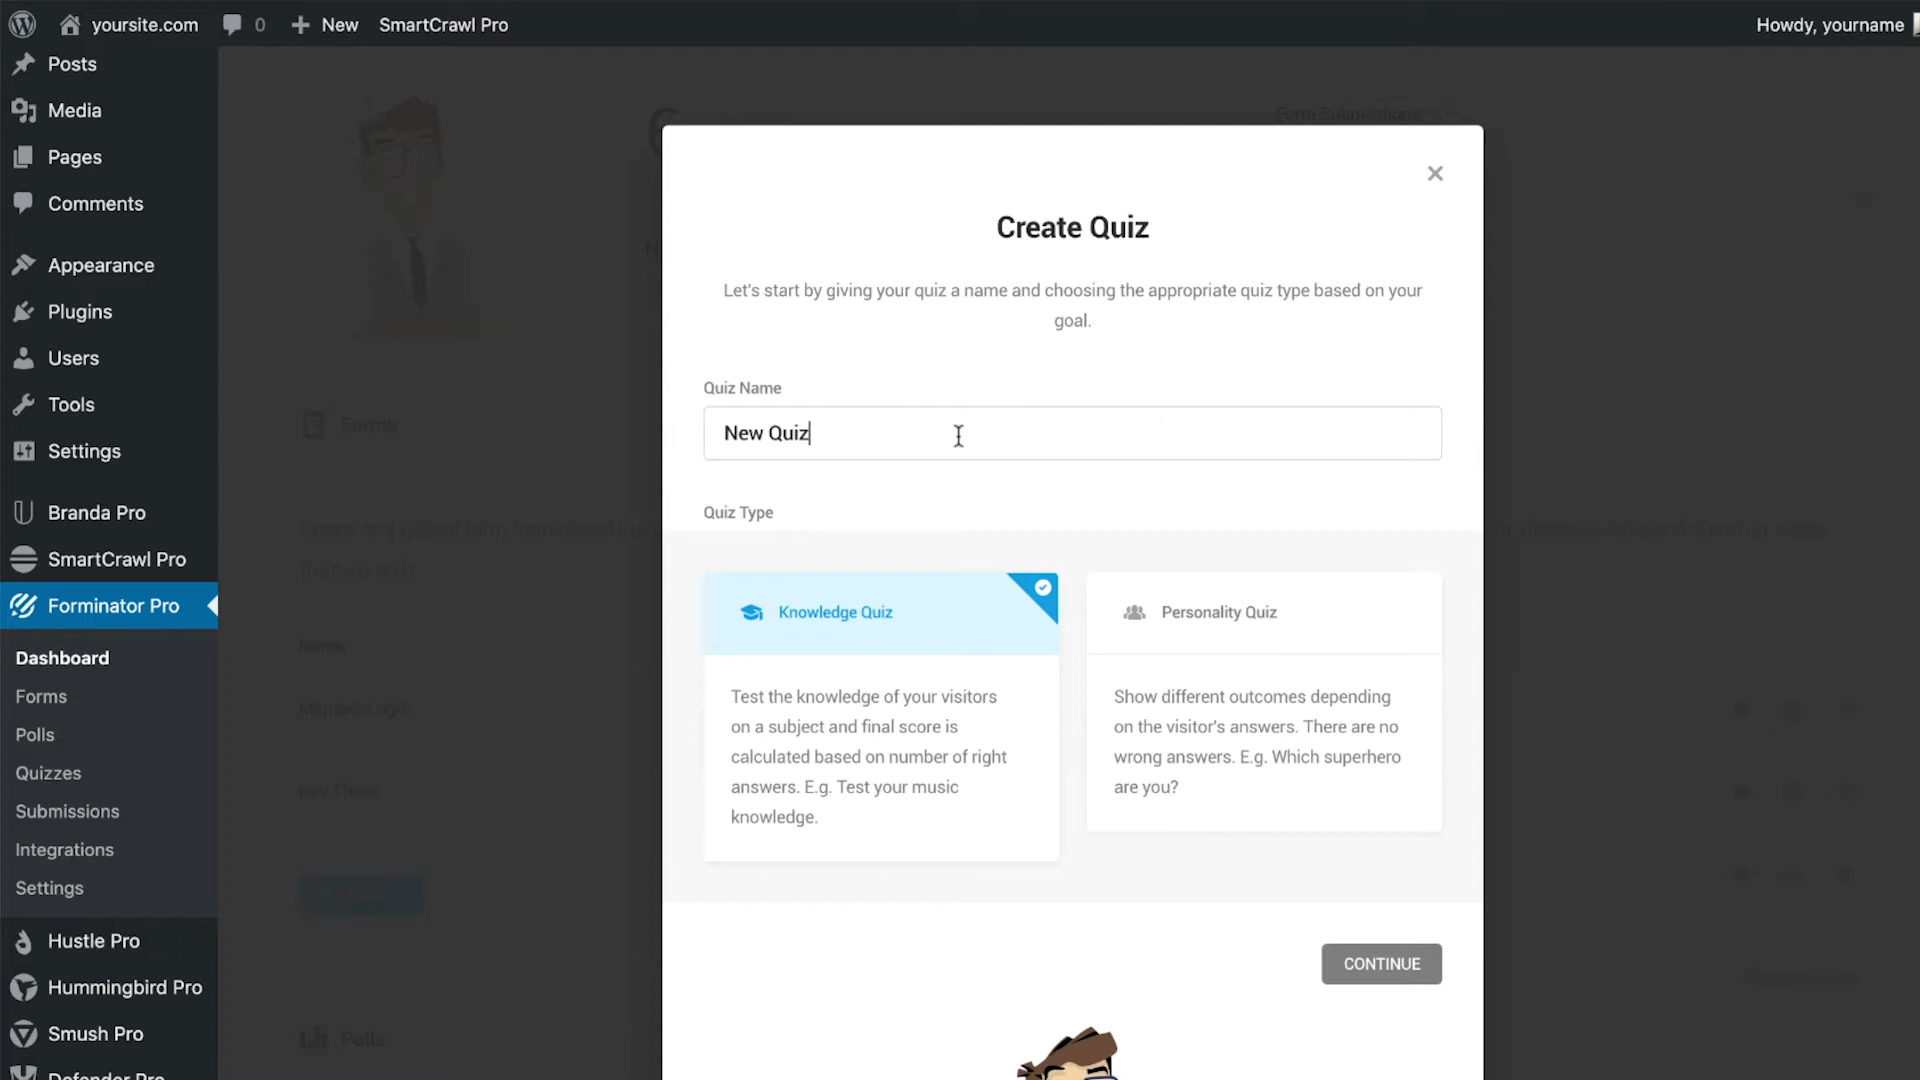 yoursite.com
0
New
SmartCrawl Pro
Howdy, yourname
Posts
Media
Pages
Comments
Appearance
Plugins
Users
Tools
Settings
Branda Pro
SmartCrawl Pro
Forminator Pro
Dashboard
Forms
Polls
Quizzes
Submissions
Integrations
Settings
Hustle Pro
Hummingbird Pro
Smush Pro
Defender Pro
Form Submissions
Forms
Name
Polls
Create Quiz
Let's start by giving your quiz a name and choosing the appropriate quiz type based on your
goal.
Quiz Name
New Quiz
Quiz Type
Knowledge Quiz
Test the knowledge of your visitors
on a subject and final score is
calculated based on number of right
answers. E.g. Test your music
knowledge.
Personality Quiz
Show different outcomes depending
on the visitor's answers. There are no
wrong answers. E.g. Which superhero
are you?
CONTINUE